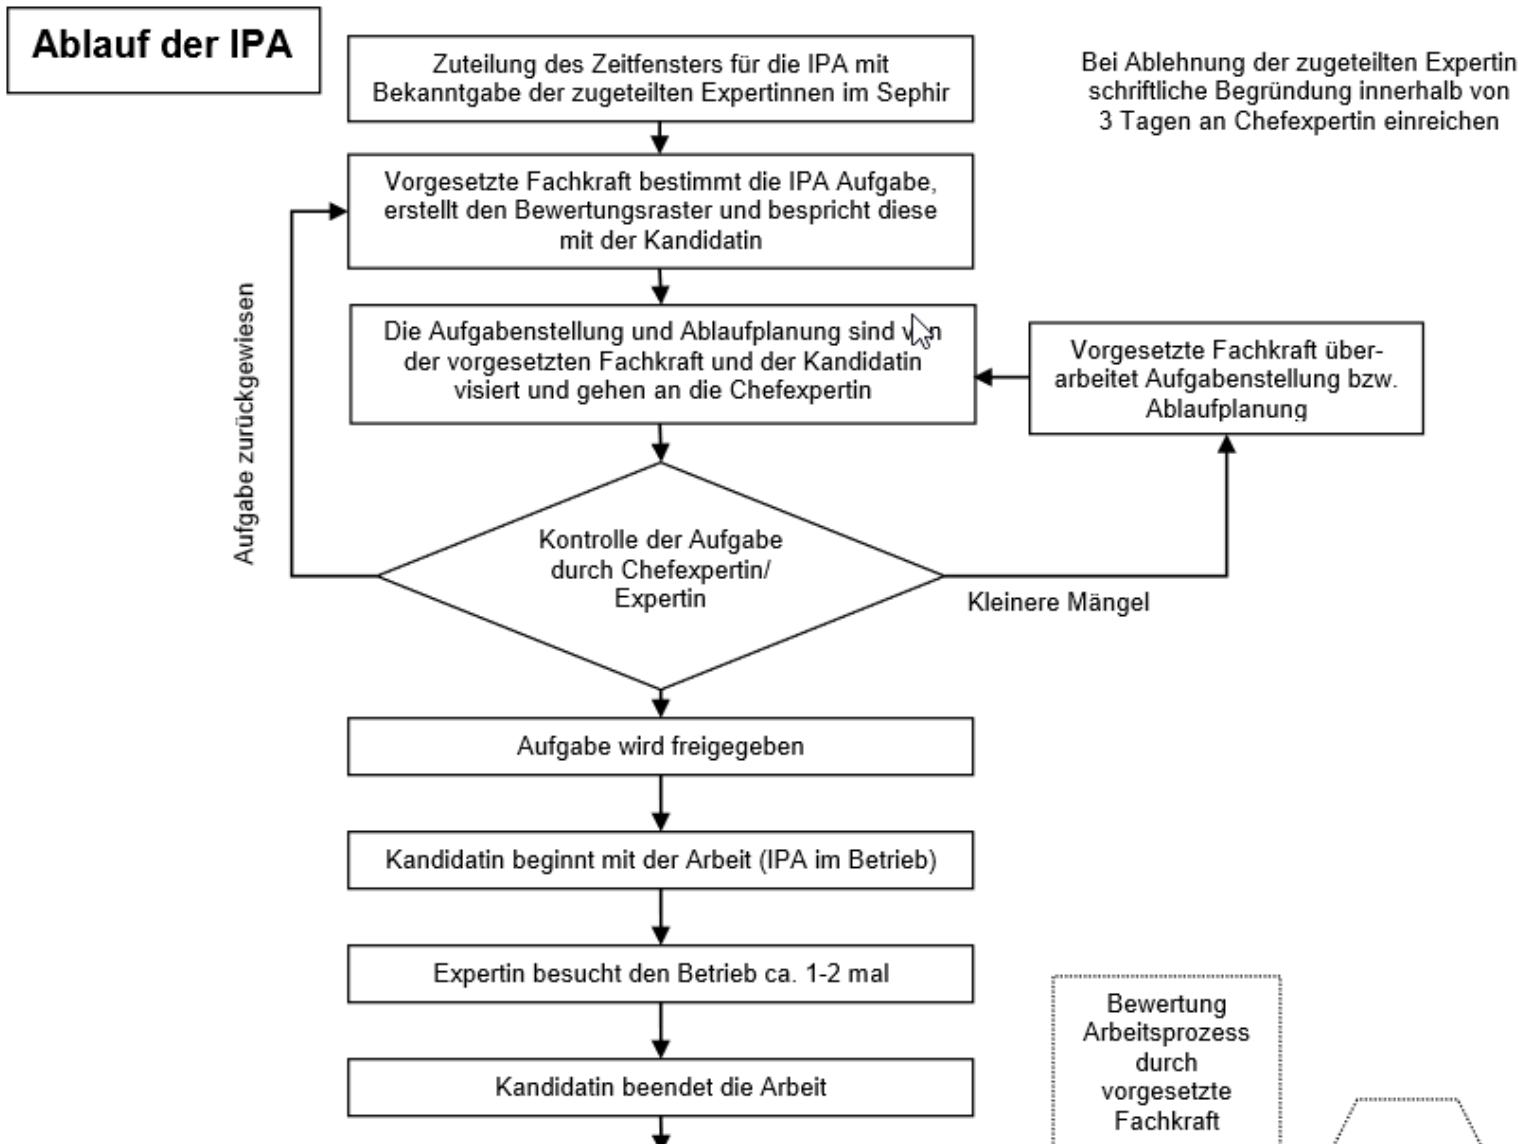 Ablauf der IPA
Zuteilung des Zeitfensters für die IPA mit
Bekanntgabe der zugeteilten Expertinnen im Sephir
Bei Ablehnung der zugeteilten Expertin
schriftliche Begründung innerhalb von
3 Tagen an Chefexpertin einreichen
Vorgesetzte Fachkraft bestimmt die IPA Aufgabe,
erstellt den Bewertungsraster und bespricht diese
mit der Kandidatin
Aufgabe zurückgewiesen
Die Aufgabenstellung und Ablaufplanung sind von
der vorgesetzten Fachkraft und der Kandidatin
visiert und gehen an die Chefexpertin
Vorgesetzte Fachkraft über-
arbeitet Aufgabenstellung bzw.
Ablaufplanung
Kontrolle der Aufgabe
durch Chefexpertin/
Expertin
Kleinere Mängel
Aufgabe wird freigegeben
Kandidatin beginnt mit der Arbeit (IPA im Betrieb)
Expertin besucht den Betrieb ca. 1-2 mal
Kandidatin beendet die Arbeit
Bewertung
Arbeitsprozess
durch
vorgesetzte
Fachkraft